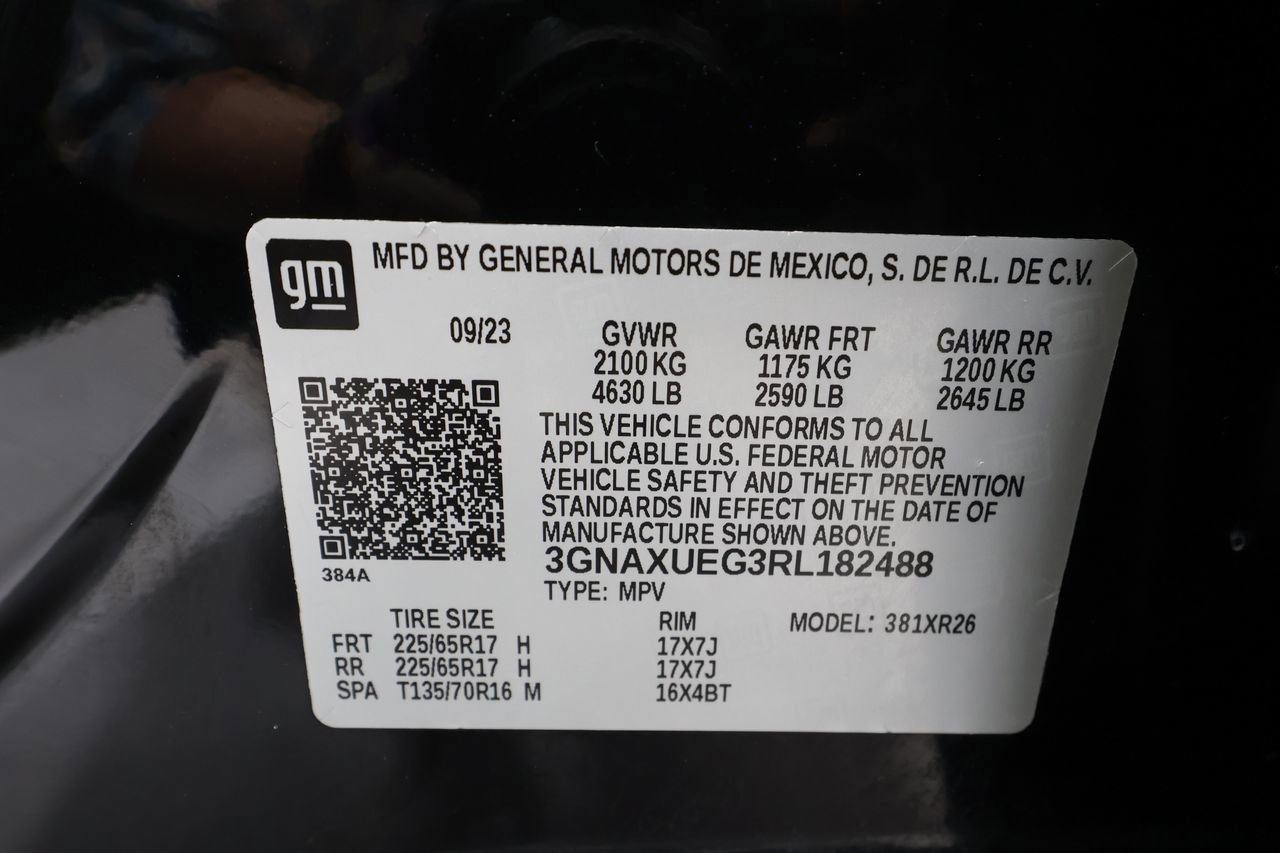 gm
MFD BY GENERAL MOTORS DE MEXICO, S. DE R.L. DE C.V.
09/23 GVWR GAWR FRT GAWR RR
2100 KG 1175 KG 1200 KG
4630 LB 2590 LB 2645 LB
THIS VEHICLE CONFORMS TO ALL
APPLICABLE U.S. FEDERAL MOTOR
VEHICLE SAFETY AND THEFT PREVENTION
STANDARDS IN EFFECT ON THE DATE OF
MANUFACTURE SHOWN ABOVE.
3GNAXUEG3RL182488
384A
TYPE: MPV
TIRE SIZE RIM MODEL: 381XR26
FRT 225/65R17 H 17X7J
RR 225/65R17 H 17X7J
SPA T135/70R16 M 16X4BT